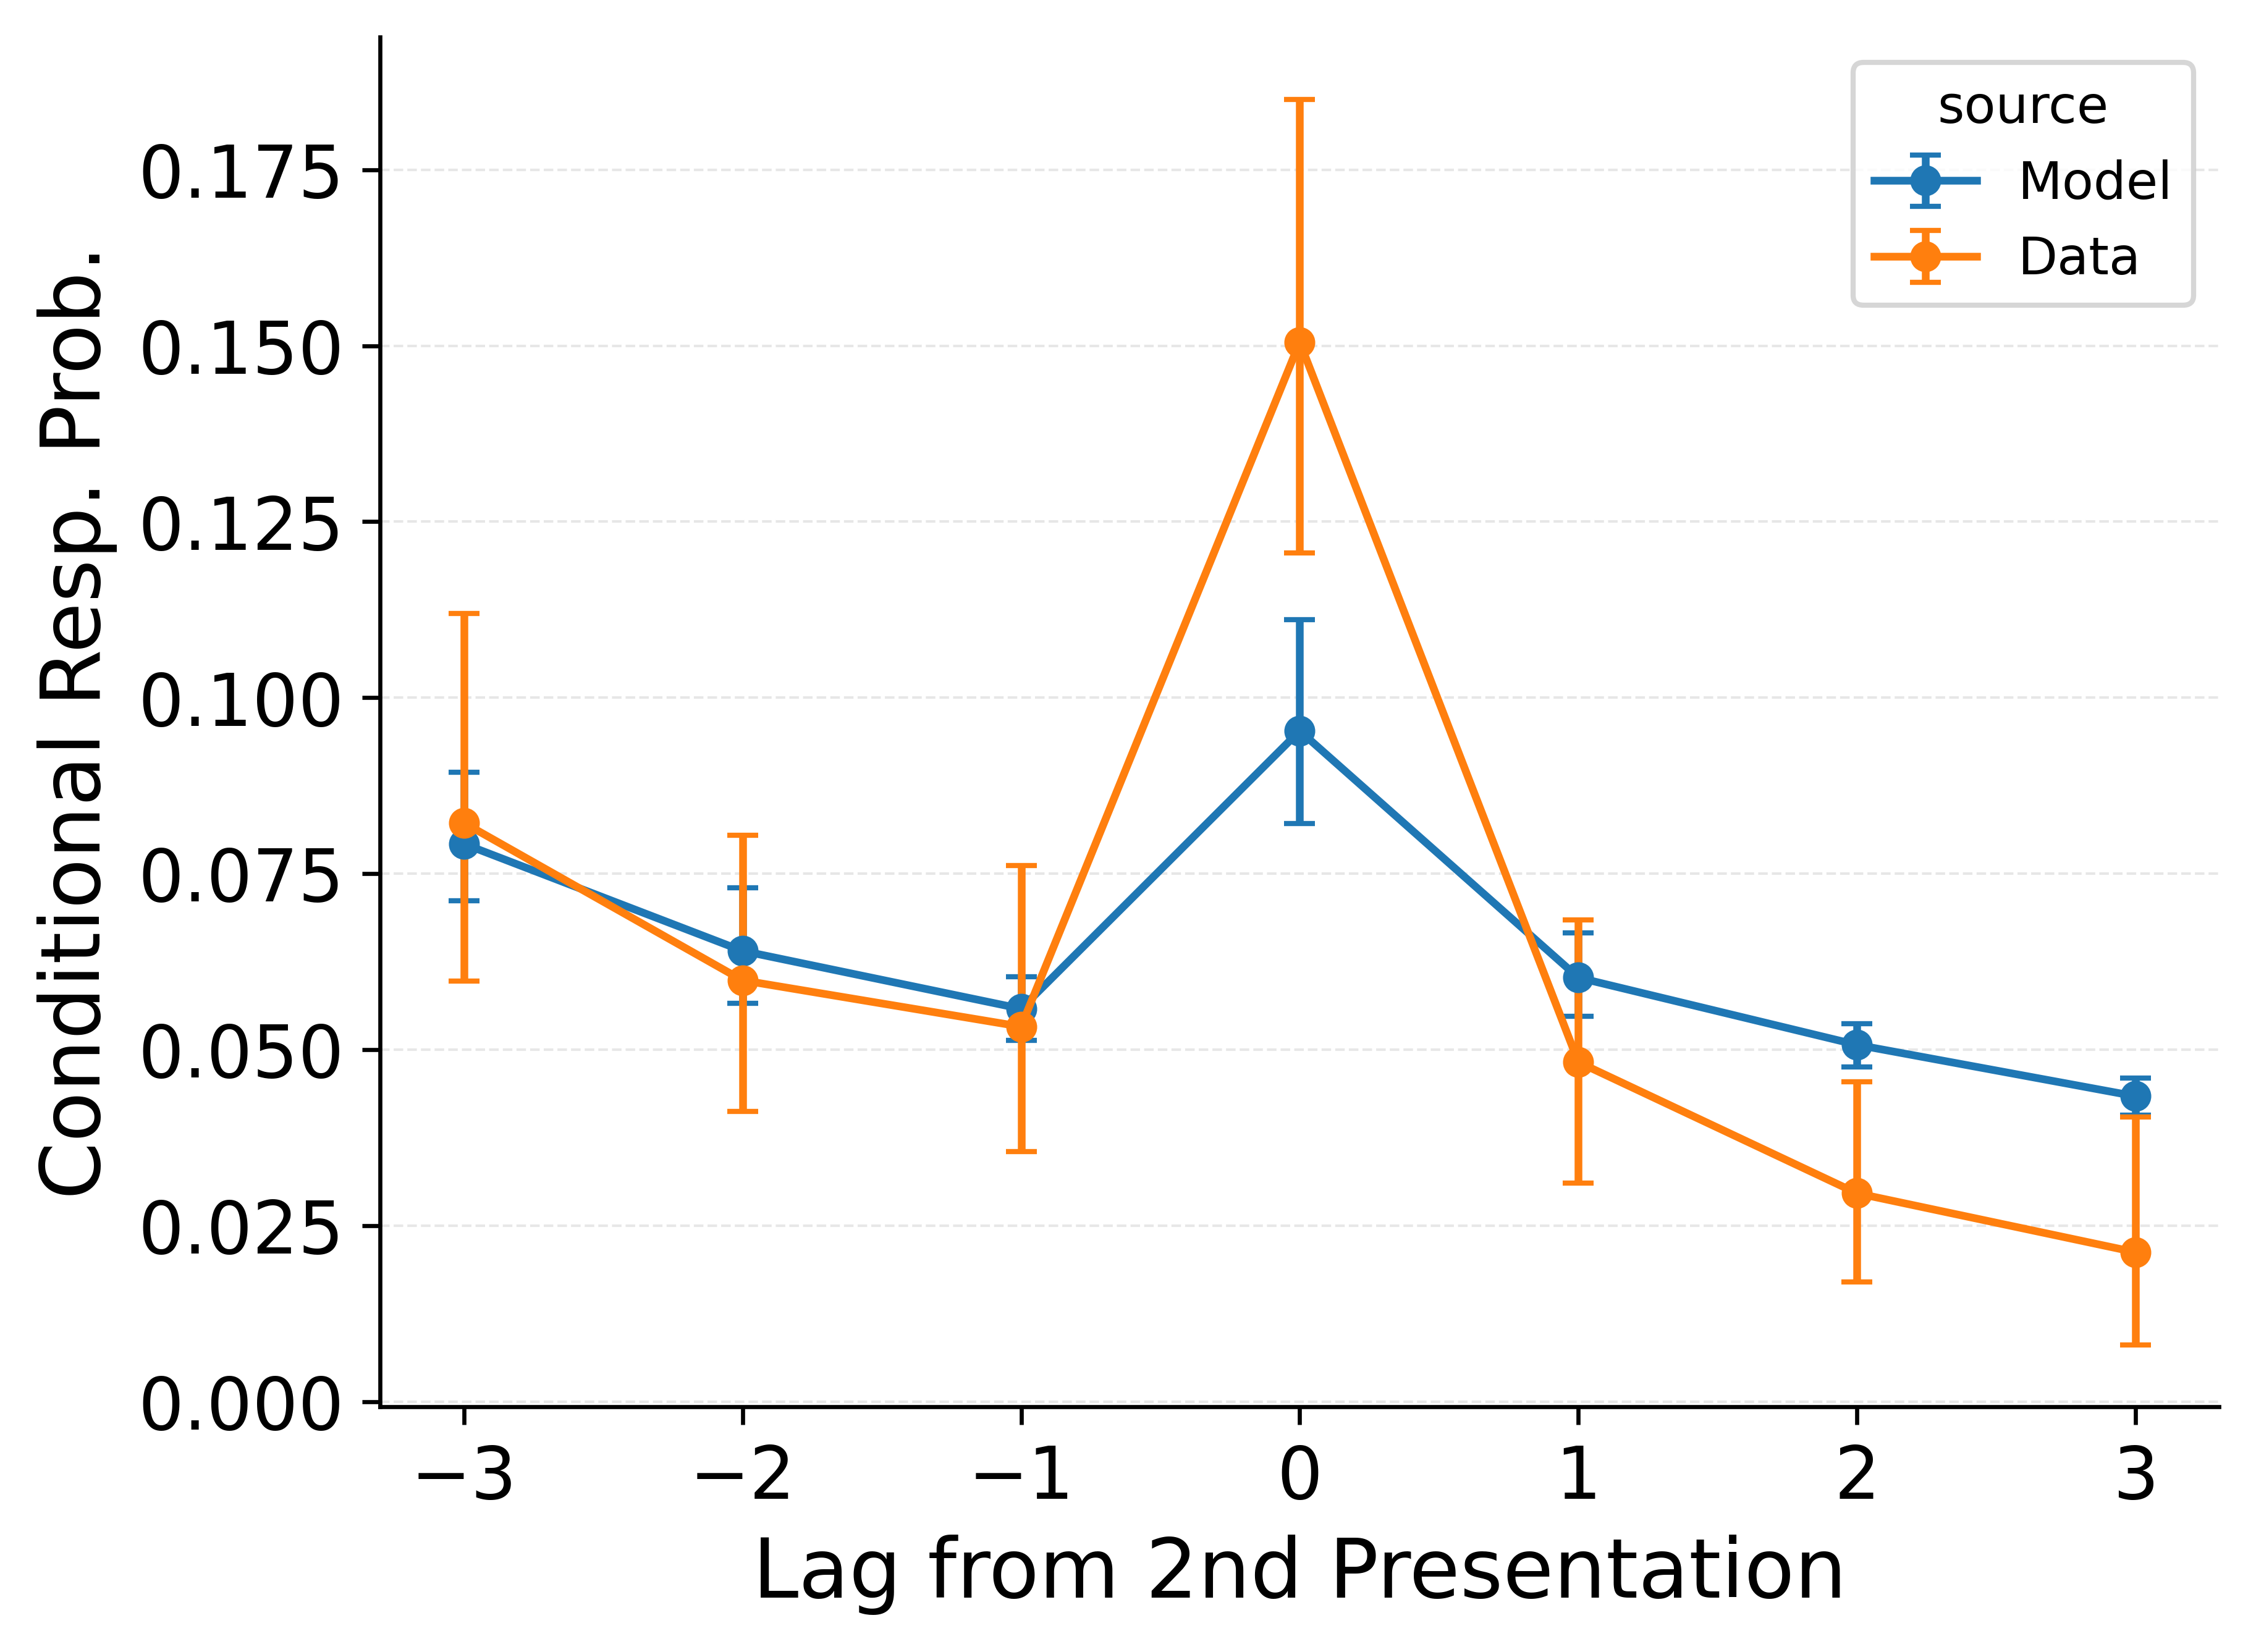 source
Model
Data
Conditional Resp. Prob.
0.175
0.150
0.125
0.100
0.075
0.050
0.025
0.000
−3 −2 −1 0 1 2 3
Lag from 2nd Presentation